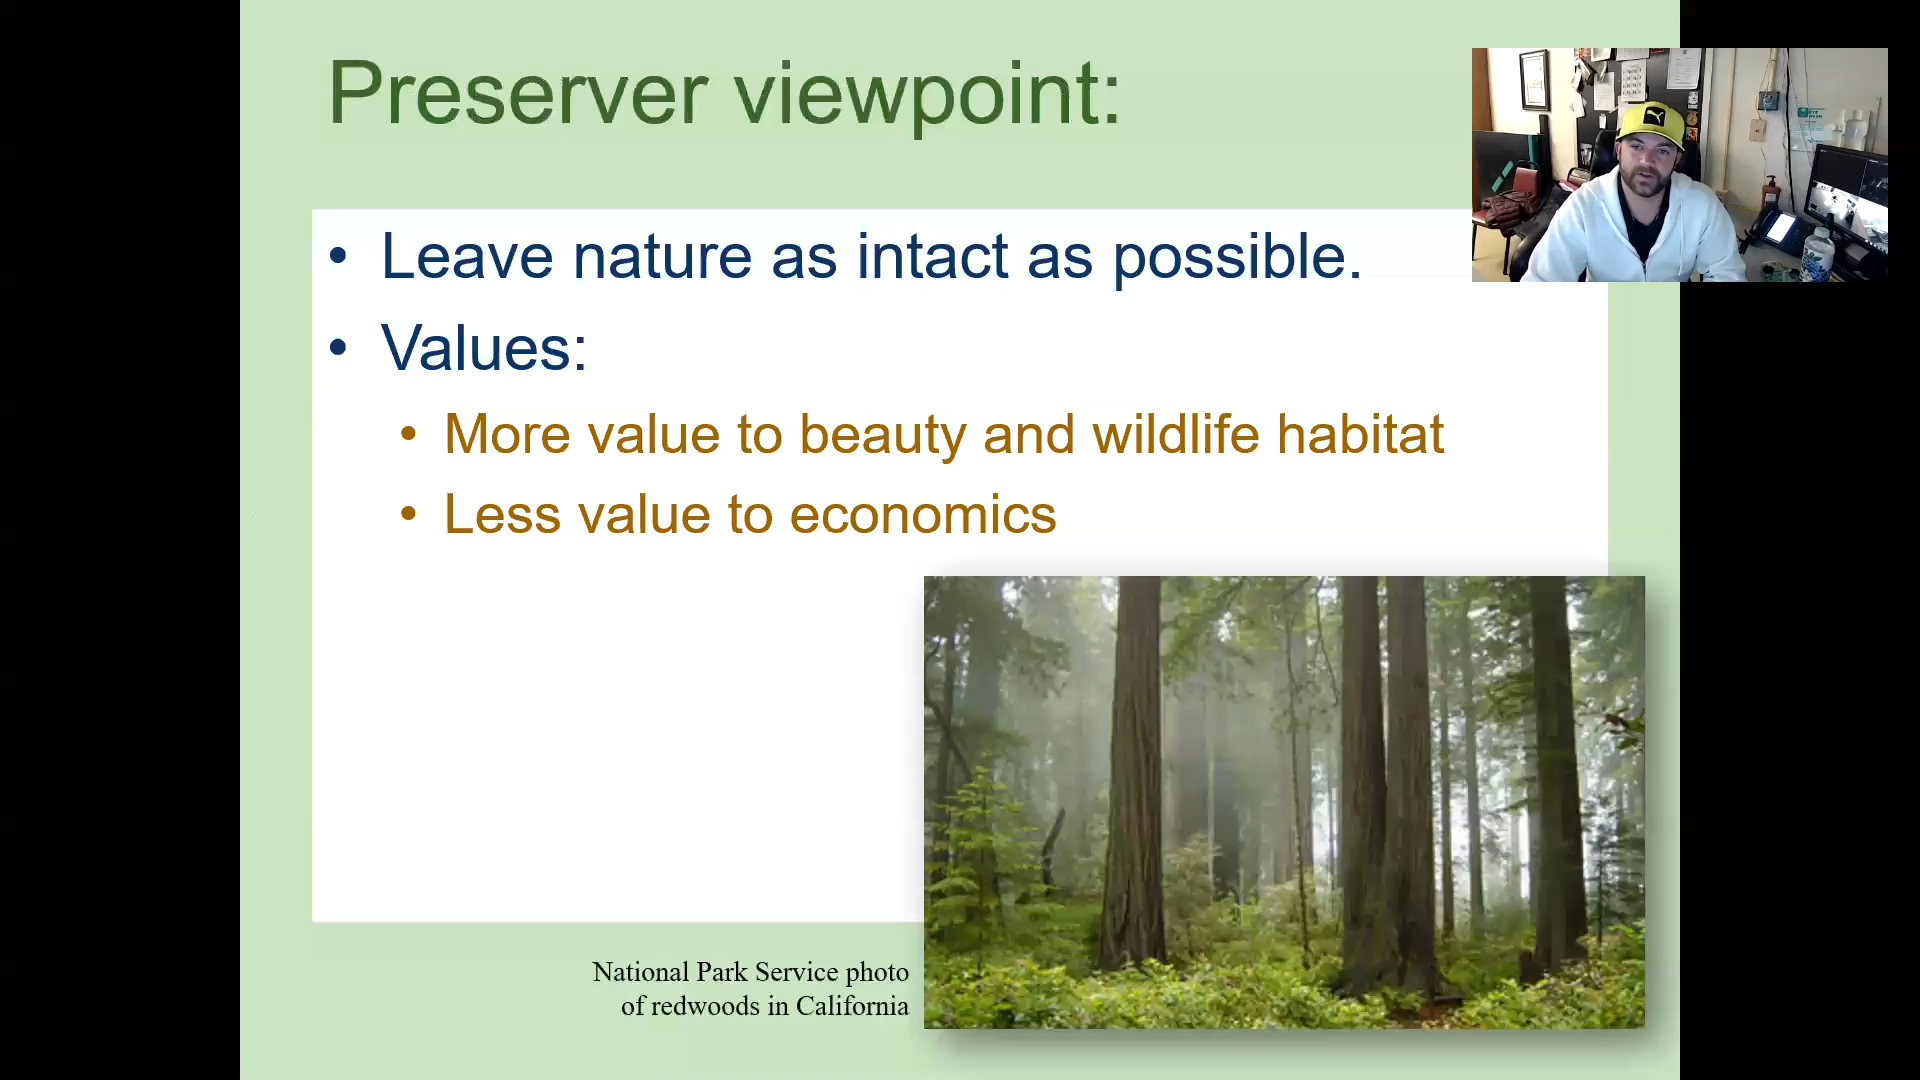 Preserver viewpoint:
• Leave nature as intact as possible.
• Values:
• More value to beauty and wildlife habitat
• Less value to economics
National Park Service photo
of redwoods in California